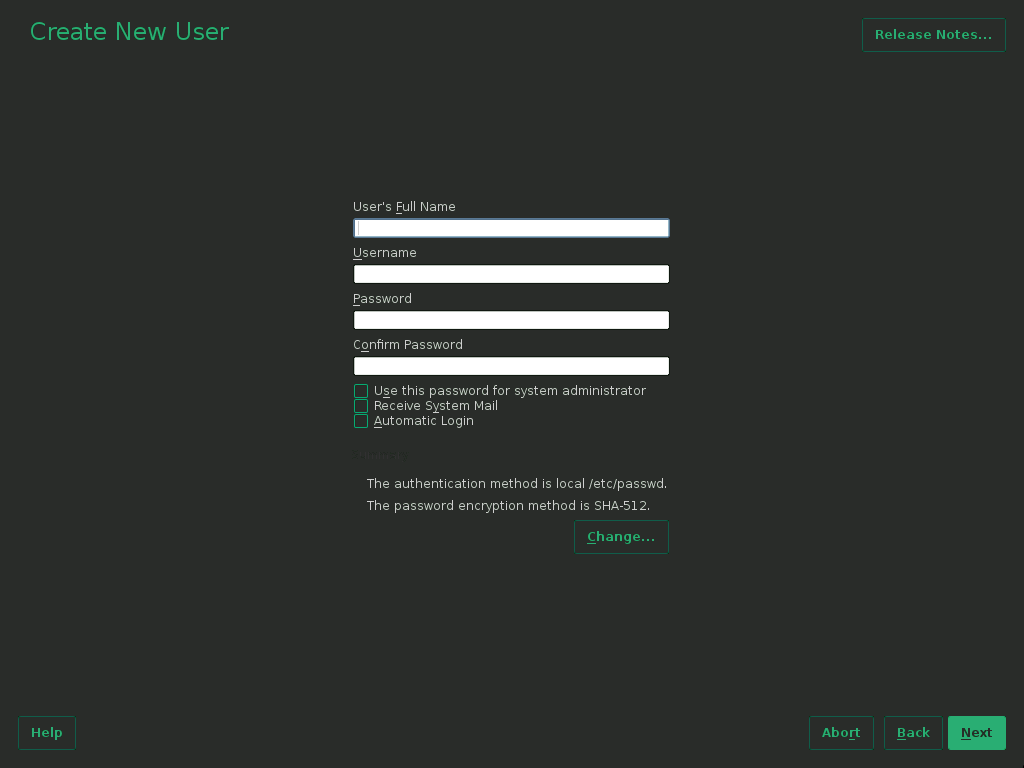 Create New User
Release Notes...
User's Full Name
Username
Password
Confirm Password
Use this password for system administrator
Receive System Mail
Automatic Login
The authentication method is local /etc/passwd.
The password encryption method is SHA-512.
Change...
Help
Abort
Back
Next